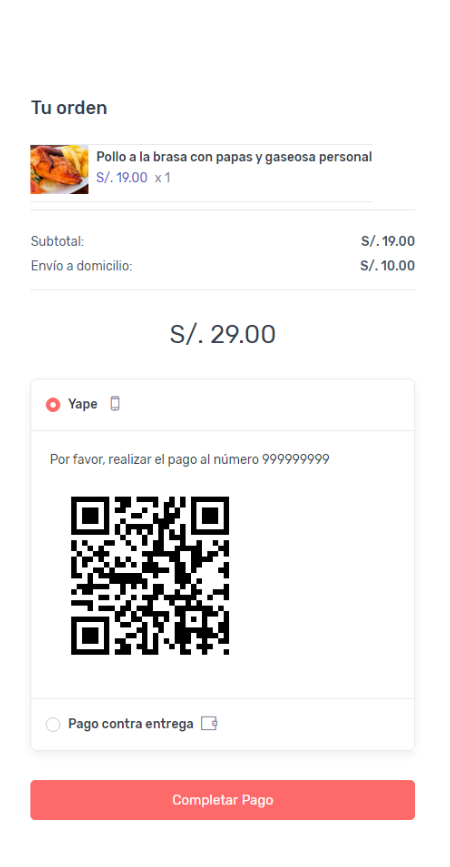 Tu orden
Pollo a la brasa con papas y gaseosa personal
S/. 19.00 x 1
Subtotal: S/. 19.00
Envío a domicilio: S/. 10.00
S/. 29.00
Yape
Por favor, realizar el pago al número 999999999
Pago contra entrega
Completar Pago